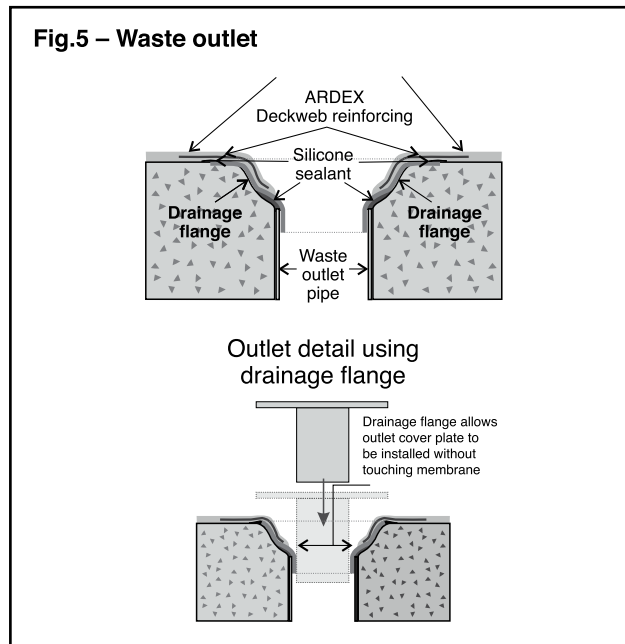 Fig.5 – Waste outlet
ARDEX
Deckweb reinforcing
Silicone
sealant
Drainage
flange
Drainage
flange
Waste
outlet
pipe
Outlet detail using
drainage flange
Drainage flange allows
outlet cover plate to
be installed without
touching membrane